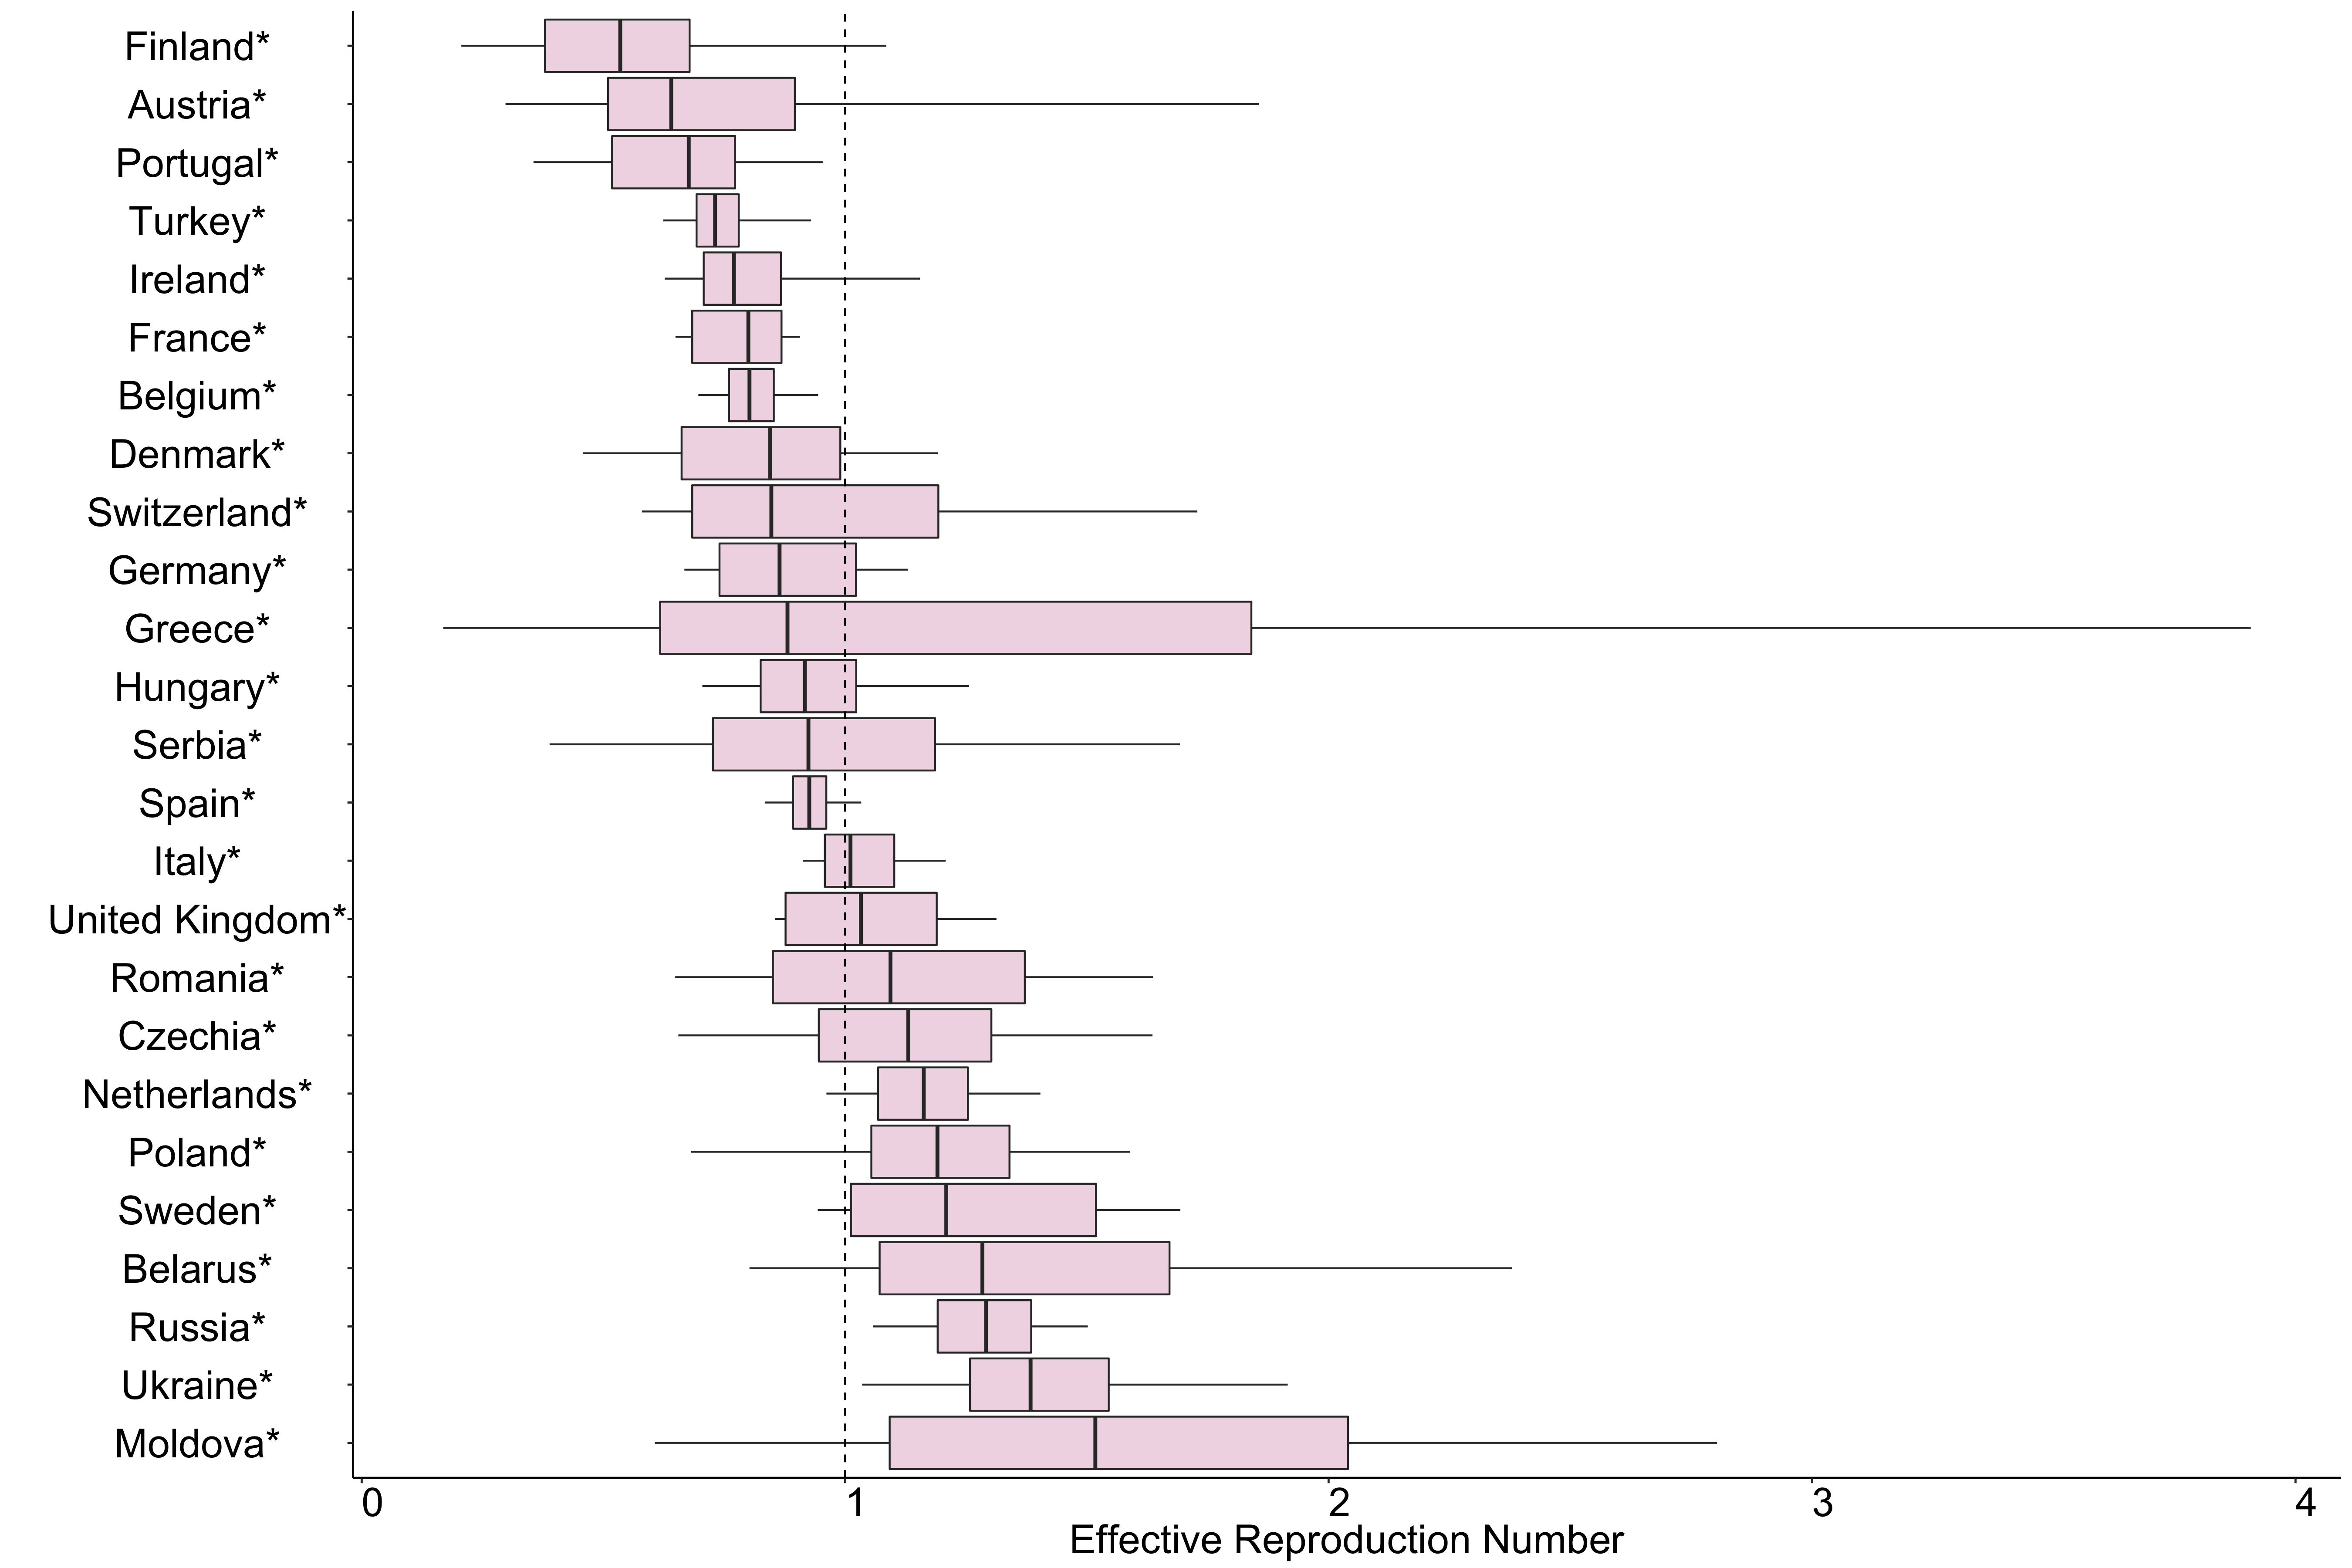 Finland*
Austria*
Portugal*
Turkey*
Ireland*
France*
Belgium*
Denmark*
Switzerland*
Germany*
Greece*
Hungary*
Serbia*
Spain*
Italy*
United Kingdom*
Romania*
Czechia*
Netherlands*
Poland*
Sweden*
Belarus*
Russia*
Ukraine*
Moldova*
0 1 2 3 4
Effective Reproduction Number